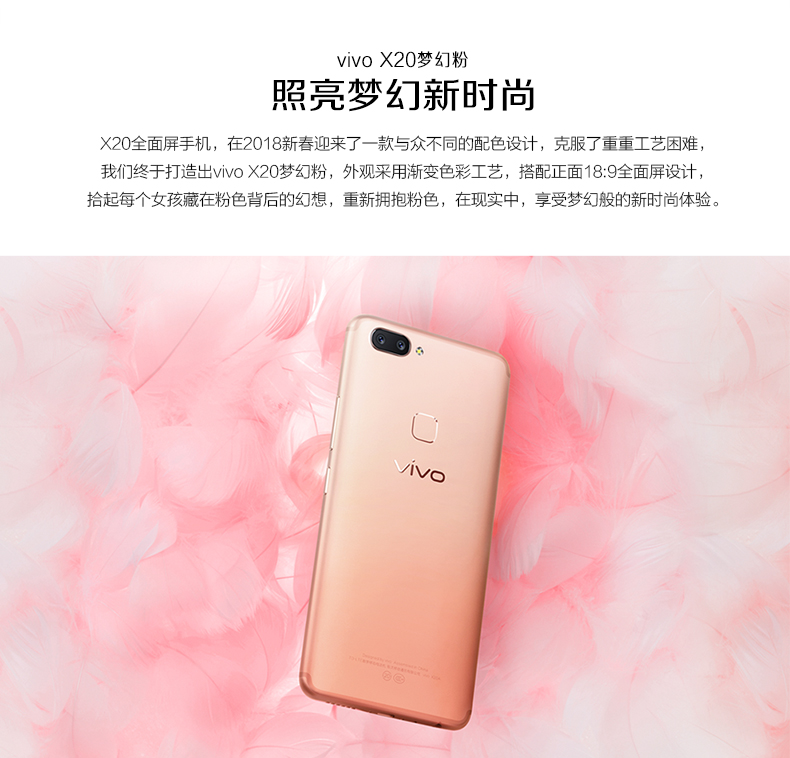 vivo X20梦幻粉
照亮梦幻新时尚
X20全面屏手机，在2018新春迎来了一款与众不同的配色设计，克服了重重工艺困难，
我们终于打造出vivo X20梦幻粉，外观采用渐变色彩工艺，搭配正面18:9全面屏设计，
拾起每个女孩藏在粉色背后的幻想，重新拥抱粉色，在现实中，享受梦幻般的新时尚体验。
vivo